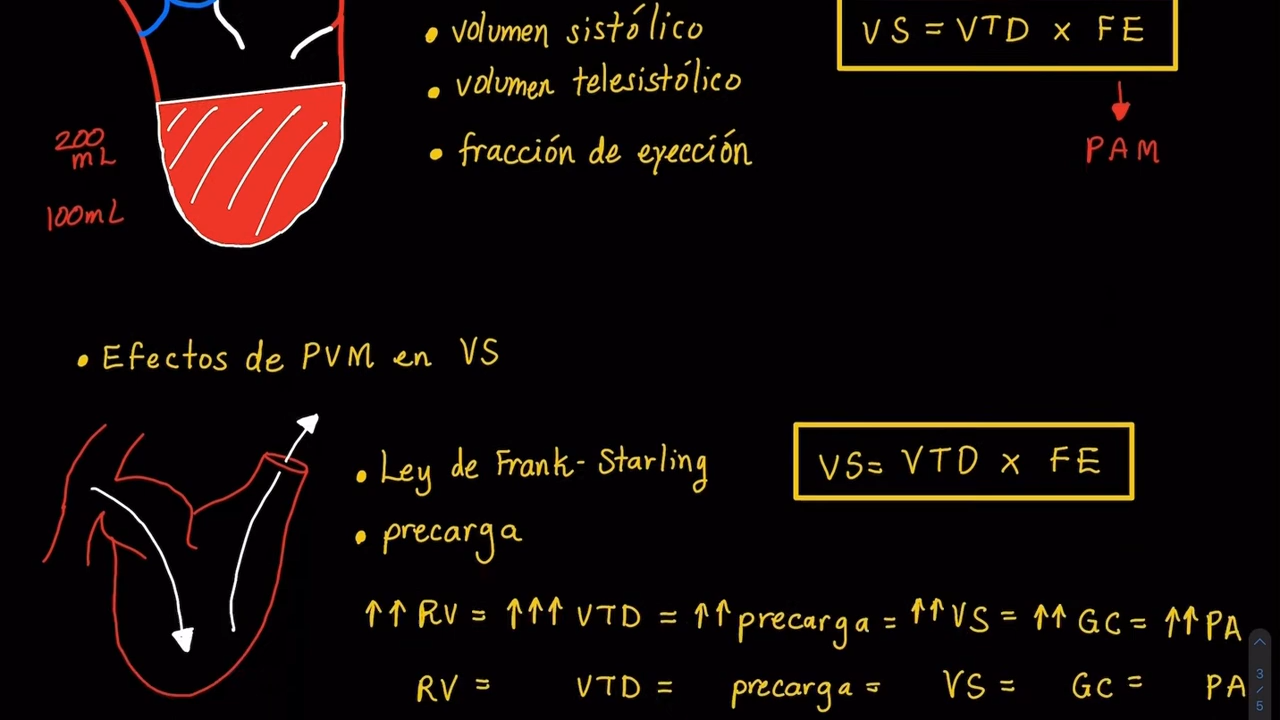 • volumen sistólico
VS = VTD x FE
• volumen telesistólico
PAM
• fracción de eyección
200 mL
100mL
• Efectos de PVM en VS
• Ley de Frank-Starling
VS= VTD x FE
• precarga
↑↑ RV = ↑↑↑ VTD = ↑↑ precarga = ↑↑ VS = ↑↑ GC = ↑↑ PA
RV = VTD = precarga = VS = GC = PA
3
/
5